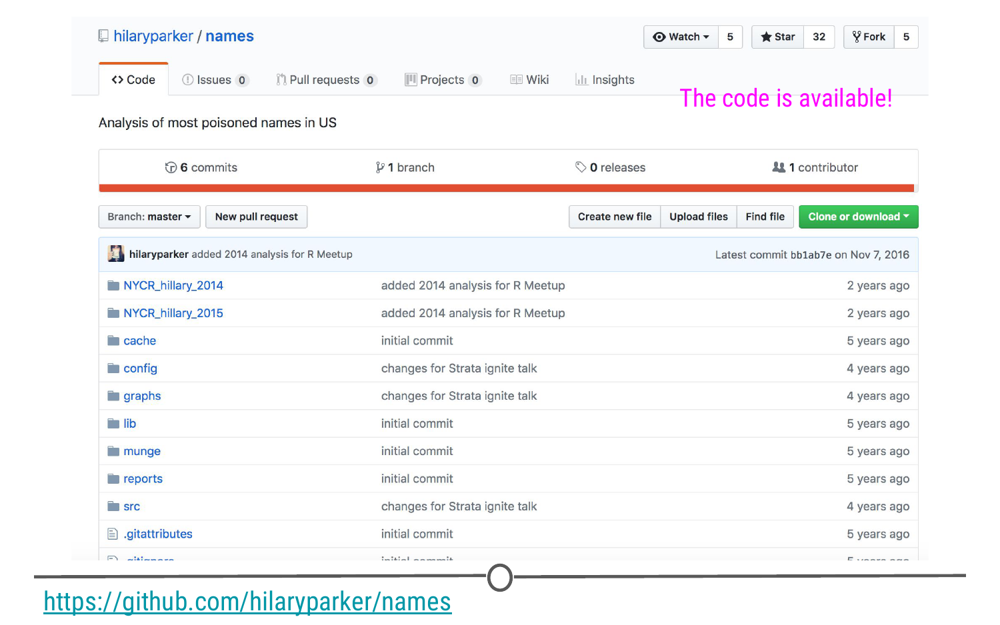 hilaryparker / names
Watch 5 Star 32 Fork 5
Code Issues 0 Pull requests 0 Projects 0 Wiki Insights
The code is available!
Analysis of most poisoned names in US
6 commits 1 branch 0 releases 1 contributor
Branch: master New pull request Create new file Upload files Find file Clone or download
hilaryparker added 2014 analysis for R Meetup Latest commit bb1ab7e on Nov 7, 2016
NYCR_hillary_2014 added 2014 analysis for R Meetup 2 years ago
NYCR_hillary_2015 added 2014 analysis for R Meetup 2 years ago
cache initial commit 5 years ago
config changes for Strata ignite talk 4 years ago
graphs changes for Strata ignite talk 4 years ago
lib initial commit 5 years ago
munge initial commit 5 years ago
reports initial commit 5 years ago
src changes for Strata ignite talk 4 years ago
.gitattributes initial commit 5 years ago
.gitignore initial commit 5 years ago
https://github.com/hilaryparker/names